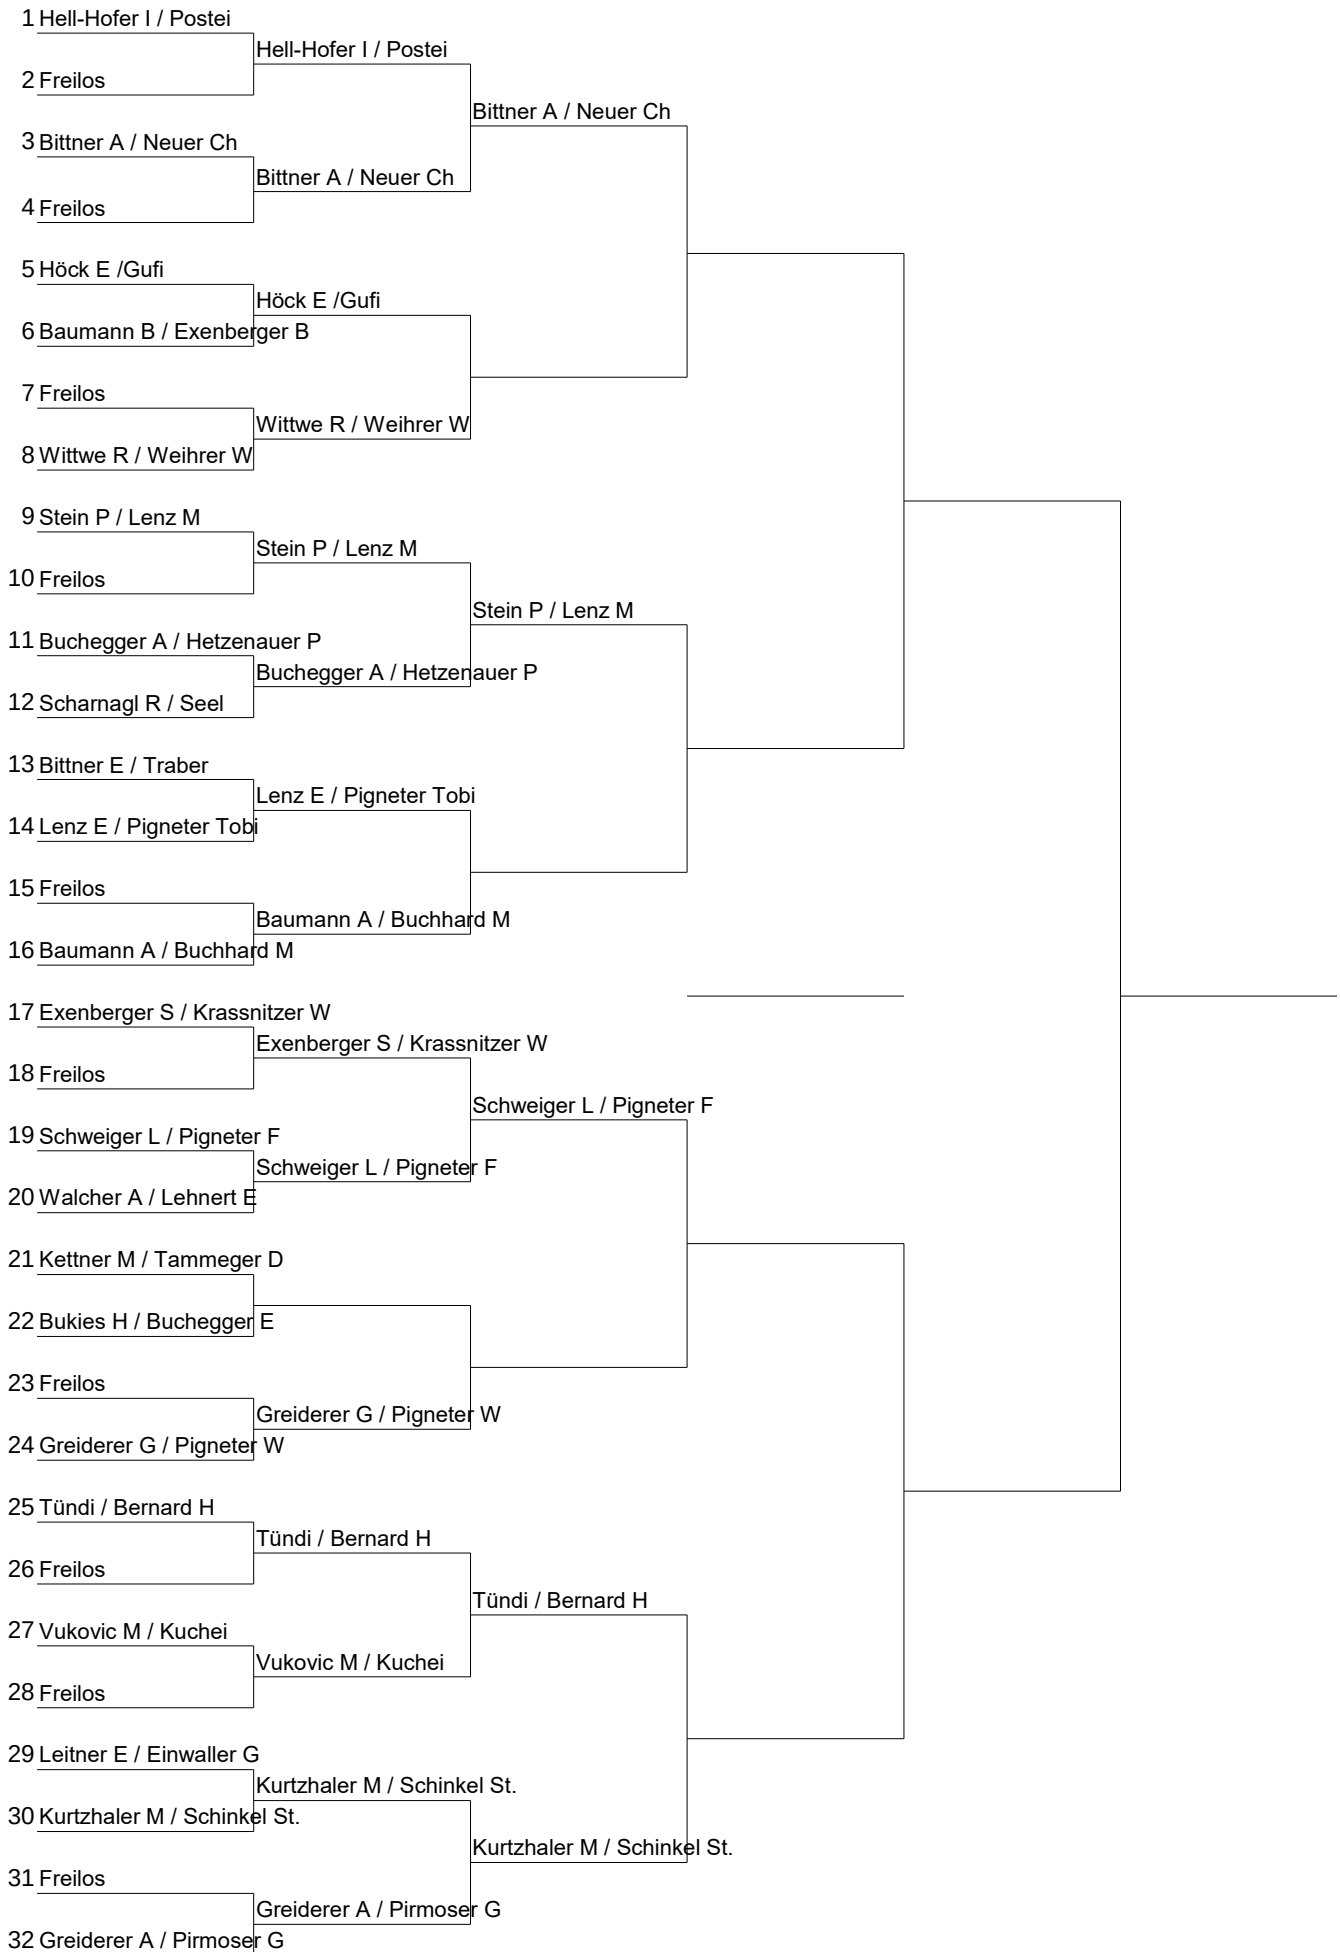 1 Hell-Hofer I / Postei
Hell-Hofer I / Postei
2 Freilos
Bittner A / Neuer Ch
3 Bittner A / Neuer Ch
Bittner A / Neuer Ch
4 Freilos
5 Höck E /Gufi
Höck E /Gufi
6 Baumann B / Exenberger B
7 Freilos
Wittwe R / Weihrer W
8 Wittwe R / Weihrer W
9 Stein P / Lenz M
Stein P / Lenz M
10 Freilos
Stein P / Lenz M
11 Buchegger A / Hetzenauer P
Buchegger A / Hetzenauer P
12 Scharnagl R / Seel
13 Bittner E / Traber
Lenz E / Pigneter Tobi
14 Lenz E / Pigneter Tobi
15 Freilos
Baumann A / Buchhard M
16 Baumann A / Buchhard M
17 Exenberger S / Krassnitzer W
Exenberger S / Krassnitzer W
18 Freilos
Schweiger L / Pigneter F
19 Schweiger L / Pigneter F
Schweiger L / Pigneter F
20 Walcher A / Lehnert E
21 Kettner M / Tammeger D
22 Bukies H / Buchegger E
23 Freilos
Greiderer G / Pigneter W
24 Greiderer G / Pigneter W
25 Tündi / Bernard H
Tündi / Bernard H
26 Freilos
Tündi / Bernard H
27 Vukovic M / Kuchei
Vukovic M / Kuchei
28 Freilos
29 Leitner E / Einwaller G
Kurtzhaler M / Schinkel St.
30 Kurtzhaler M / Schinkel St.
Kurtzhaler M / Schinkel St.
31 Freilos
Greiderer A / Pirmoser G
32 Greiderer A / Pirmoser G